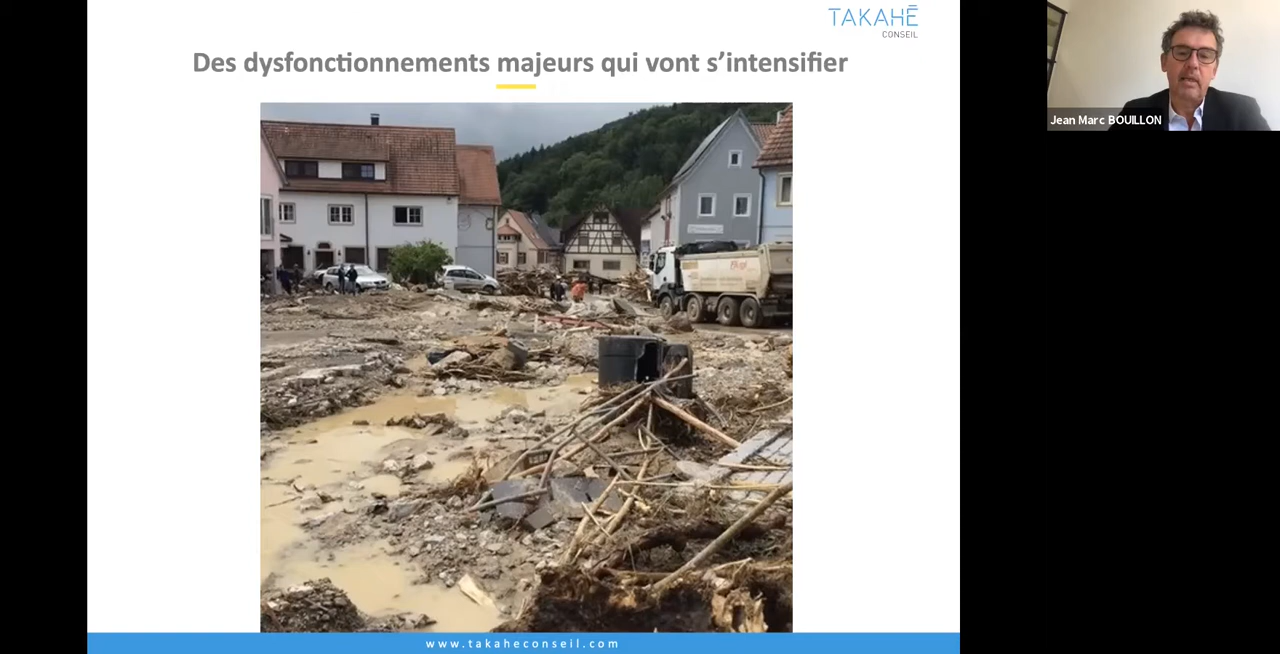 TAKAHĒ
CONSEIL
Des dysfonctionnements majeurs qui vont s’intensifier
Jean Marc BOUILLON
www.takaheconseil.com